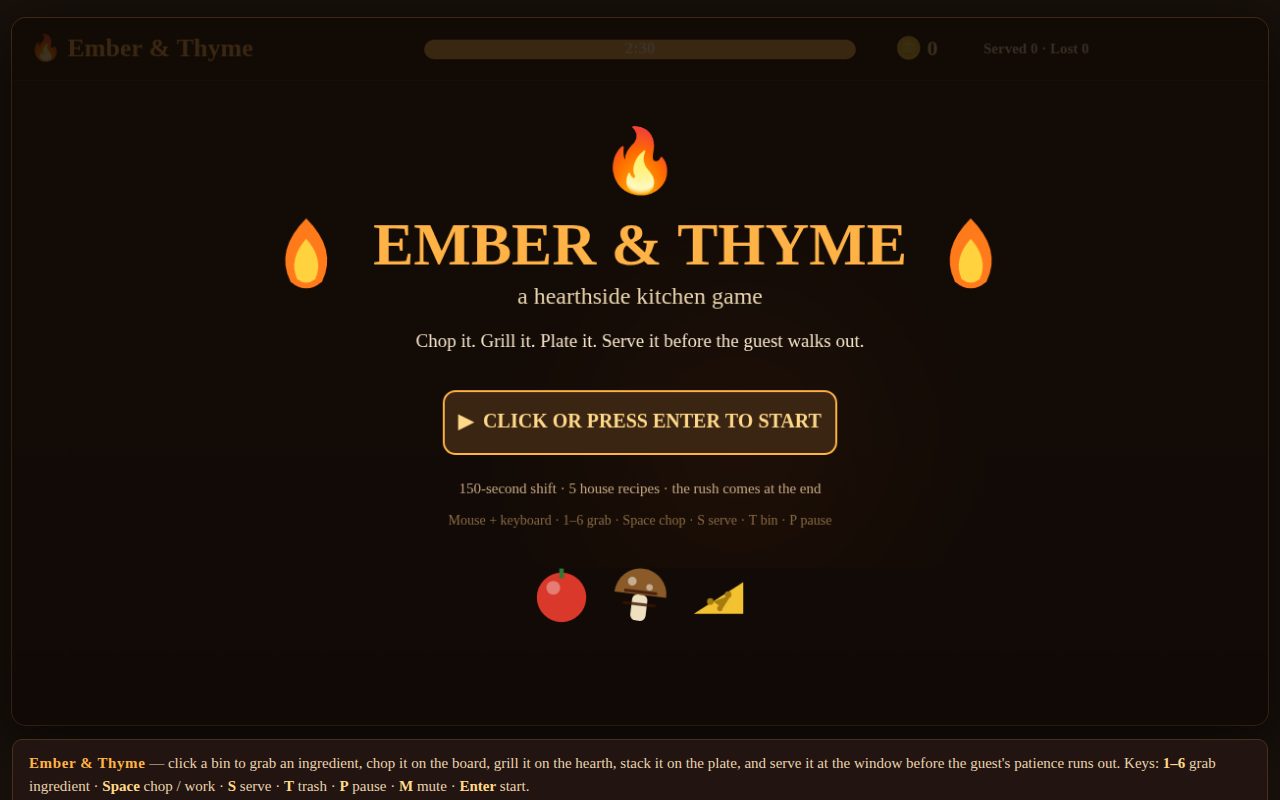 Ember & Thyme
2:30
0
Served 0 · Lost 0
EMBER & THYME
a hearthside kitchen game
Chop it. Grill it. Plate it. Serve it before the guest walks out.
▶ CLICK OR PRESS ENTER TO START
150-second shift · 5 house recipes · the rush comes at the end
Mouse + keyboard · 1–6 grab · Space chop · S serve · T bin · P pause
Ember & Thyme — click a bin to grab an ingredient, chop it on the board, grill it on the hearth, stack it on the plate, and serve it at the window before the guest's patience runs out. Keys: 1–6 grab
ingredient · Space chop / work · S serve · T trash · P pause · M mute · Enter start.